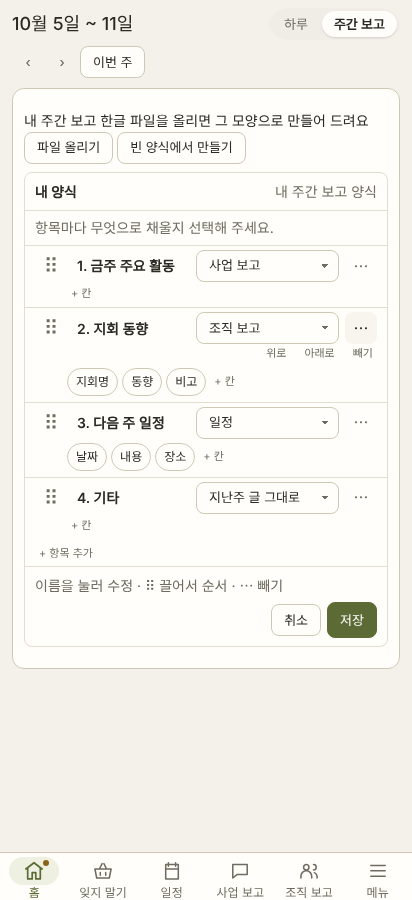 10월 5일 ~ 11일
하루 주간 보고
‹ › 이번 주
내 주간 보고 한글 파일을 올리면 그 모양으로 만들어 드려요
파일 올리기 빈 양식에서 만들기
내 양식 내 주간 보고 양식
항목마다 무엇으로 채울지 선택해 주세요.
⠿ 1. 금주 주요 활동 사업 보고 ···
+ 칸
⠿ 2. 지회 동향 조직 보고 ···
위로 아래로 빼기
지회명 동향 비고 + 칸
⠿ 3. 다음 주 일정 일정 ···
날짜 내용 장소 + 칸
⠿ 4. 기타 지난주 글 그대로 ···
+ 칸
+ 항목 추가
이름을 눌러 수정 · ⠿ 끌어서 순서 · ··· 빼기
취소 저장
홈 잊지 말기 일정 사업 보고 조직 보고 메뉴